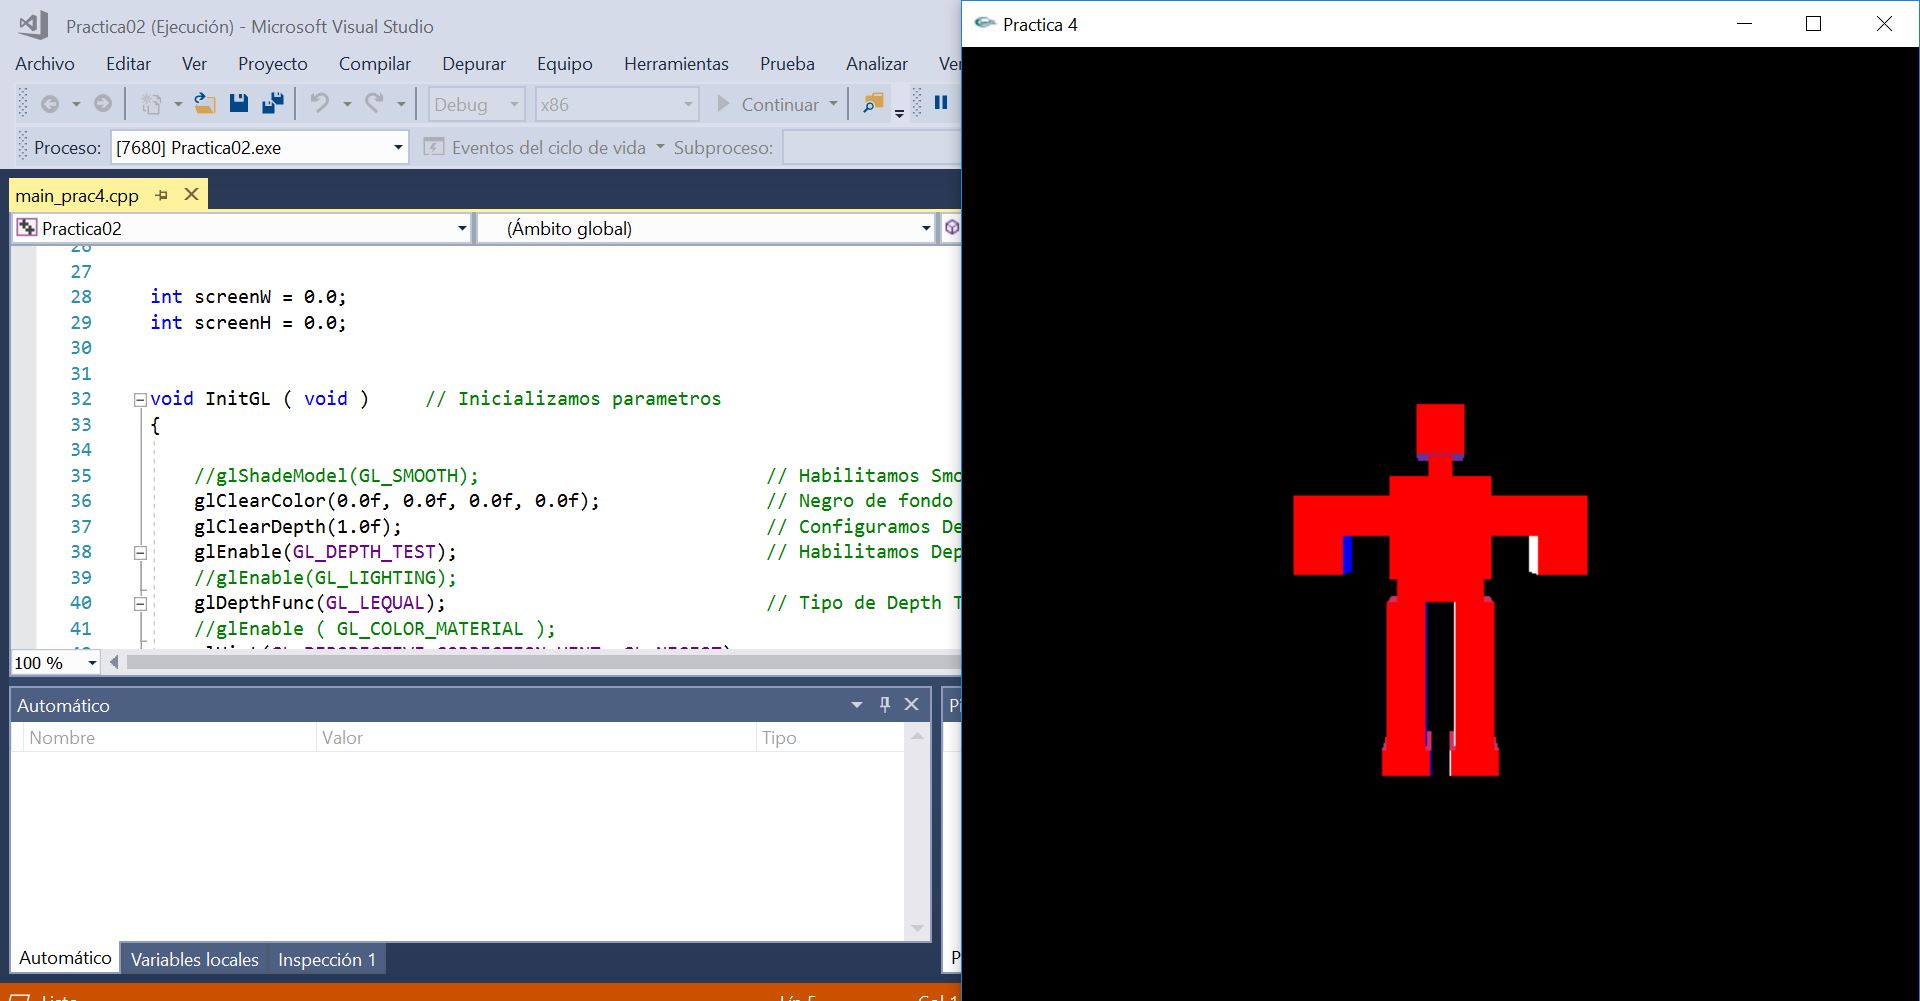 Practica02 (Ejecución) - Microsoft Visual Studio
Archivo Editar Ver Proyecto Compilar Depurar Equipo Herramientas Prueba Analizar
Debug x86 Continuar
Proceso: [7680] Practica02.exe Eventos del ciclo de vida Subproceso:
main_prac4.cpp
Practica02 (Ámbito global)
26
27
28 int screenW = 0.0;
29 int screenH = 0.0;
30
31
32 void InitGL ( void ) // Inicializamos parametros
33 {
34
35 //glShadeModel(GL_SMOOTH); // Habilitamos Smo
36 glClearColor(0.0f, 0.0f, 0.0f, 0.0f); // Negro de fondo
37 glClearDepth(1.0f); // Configuramos De
38 glEnable(GL_DEPTH_TEST); // Habilitamos Dep
39 //glEnable(GL_LIGHTING);
40 glDepthFunc(GL_LEQUAL); // Tipo de Depth T
41 //glEnable ( GL_COLOR_MATERIAL );
100 %
Automático
Nombre Valor Tipo
Automático Variables locales Inspección 1
Practica 4